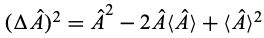 (ΔÂ)² = Â² − 2Â⟨Â⟩ + ⟨Â⟩²